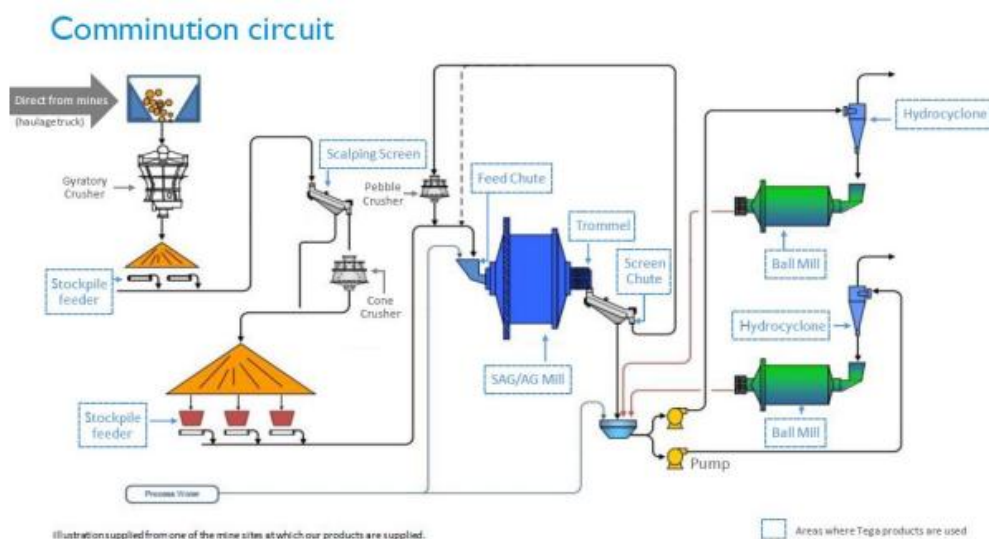 Comminution circuit
Direct from mines
(haulage truck)
Gyratory
Crusher
Stockpile
feeder
Scalping Screen
Pebble
Crusher
Feed Chute
Trommel
Screen
Chute
Cone
Crusher
SAG/AG Mill
Hydrocyclone
Ball Mill
Hydrocyclone
Ball Mill
Stockpile
feeder
Pump
Process Water
Illustration supplied from one of the mine sites at which our products are supplied.
Areas where Tega products are used